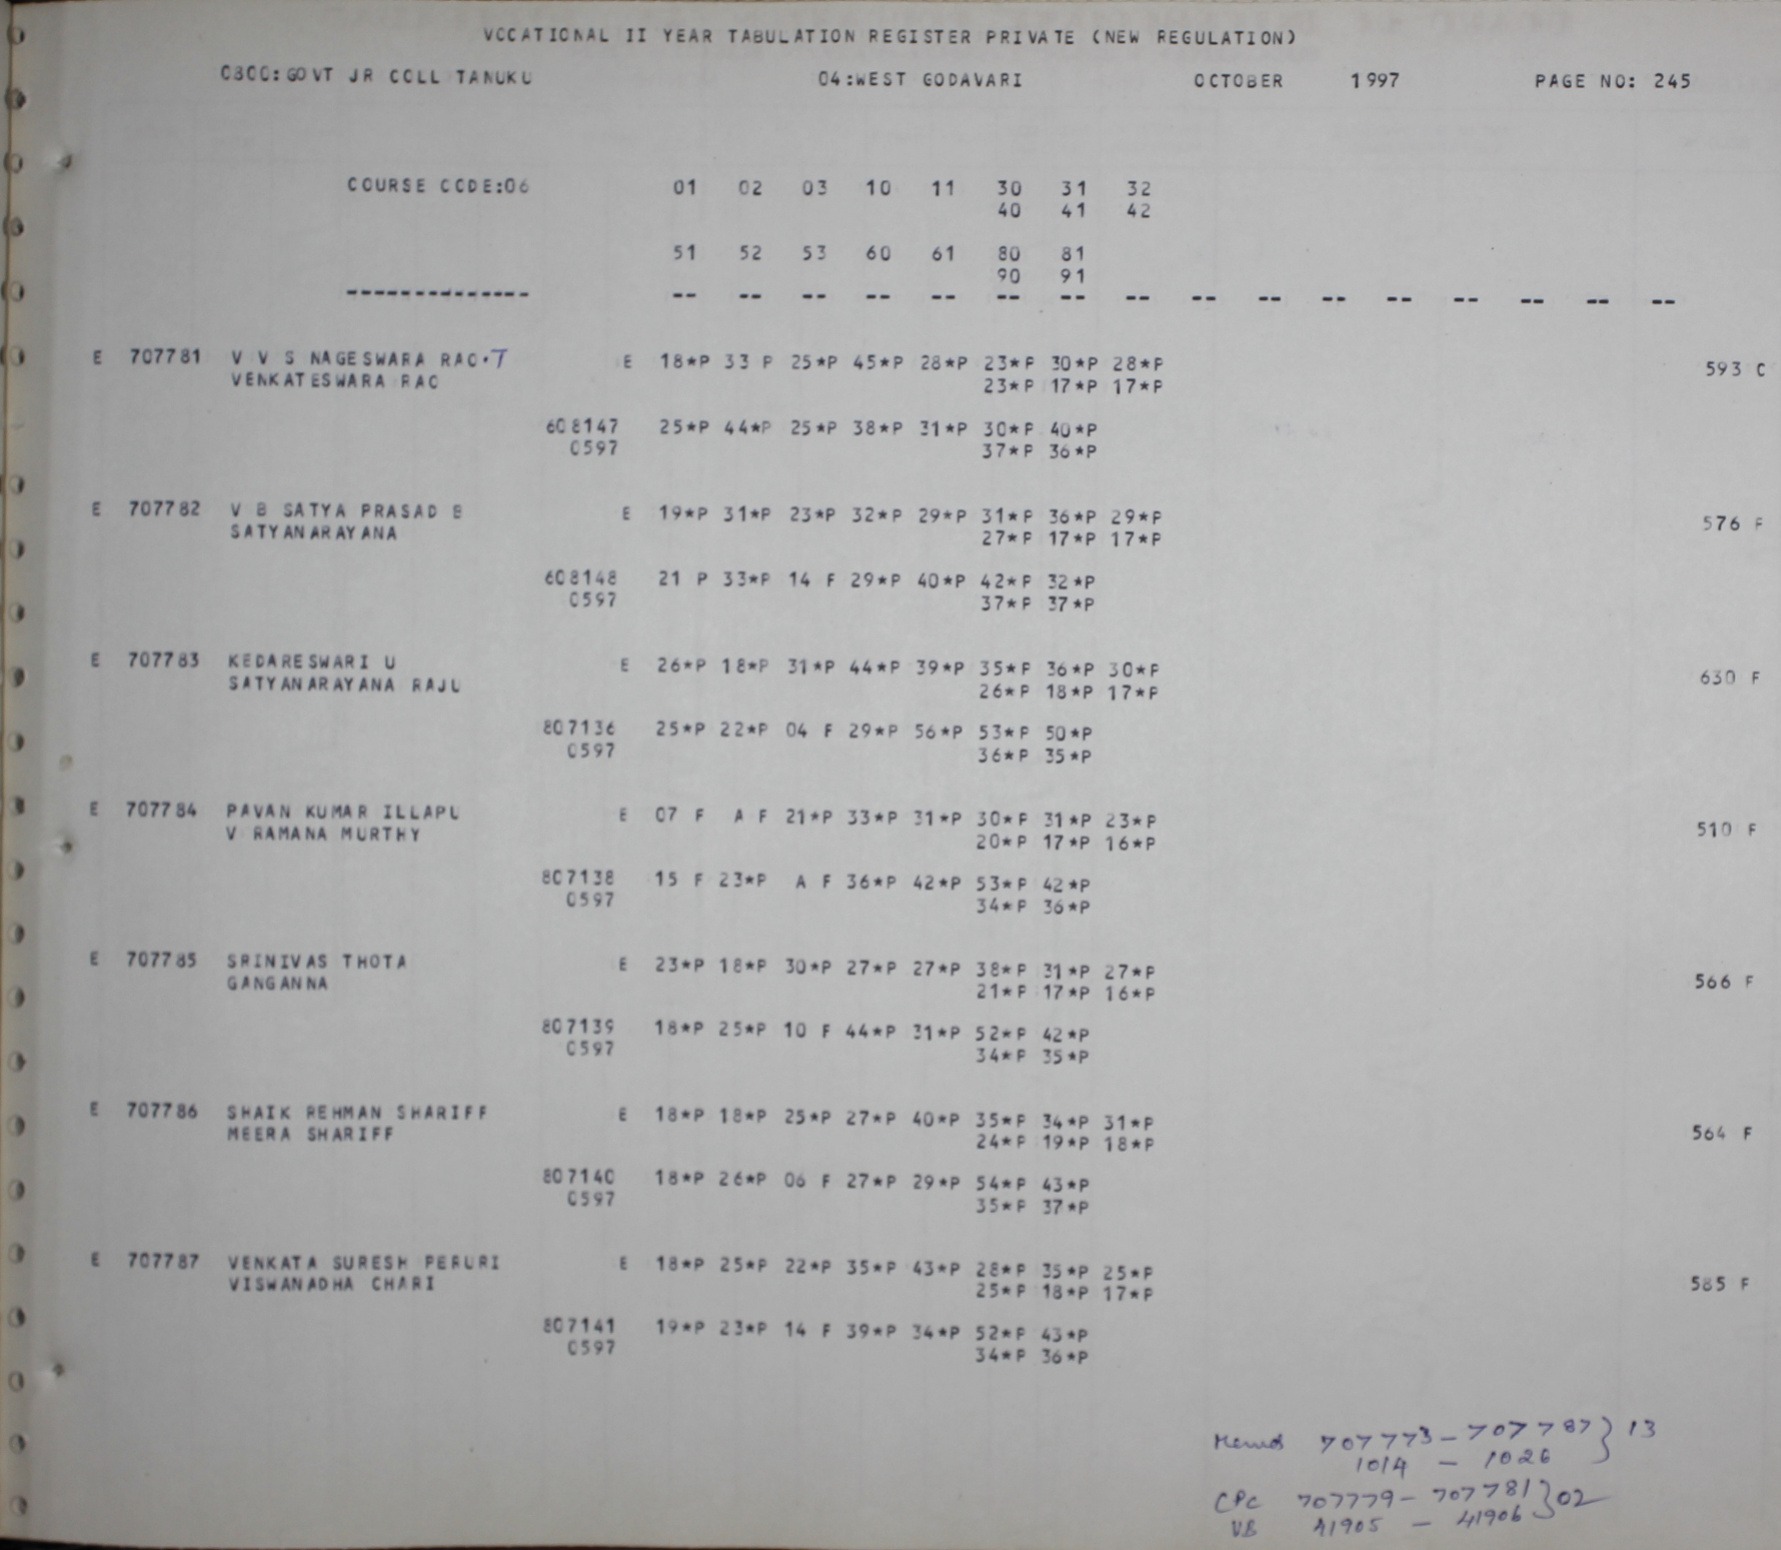 VOCATIONAL II YEAR TABULATION REGISTER PRIVATE (NEW REGULATION)
0800:GOVT JR COLL TANUKU 04:WEST GODAVARI OCTOBER 1997 PAGE NO: 245
COURSE CODE:06 01 02 03 10 11 30 31 32
40 41 42
51 52 53 60 61 80 81
90 91
-------------- -- -- -- -- -- -- -- -- -- -- -- -- -- -- -- --
E 707781 V V S NAGESWARA RAO.T E 18*P 33 P 25*P 45*P 28*P 23*P 30*P 28*P 593 C
VENKATESWARA RAO 23*P 17*P 17*P
608147 25*P 44*P 25*P 38*P 31*P 30*P 40*P
0597 37*P 36*P
E 707782 V B SATYA PRASAD B E 19*P 31*P 23*P 32*P 29*P 31*P 36*P 29*P 576 F
SATYANARAYANA 27*P 17*P 17*P
608148 21 P 33*P 14 F 29*P 40*P 42*P 32*P
0597 37*P 37*P
E 707783 KEDARESWARI U E 26*P 18*P 31*P 44*P 39*P 35*P 36*P 30*P 630 F
SATYANARAYANA RAJU 26*P 18*P 17*P
807136 25*P 22*P 04 F 29*P 56*P 53*P 50*P
0597 36*P 35*P
E 707784 PAVAN KUMAR ILLAPU E 07 F A F 21*P 33*P 31*P 30*P 31*P 23*P 510 F
V RAMANA MURTHY 20*P 17*P 16*P
807138 15 F 23*P A F 36*P 42*P 53*P 42*P
0597 34*P 36*P
E 707785 SRINIVAS THOTA E 23*P 18*P 30*P 27*P 27*P 38*P 31*P 27*P 566 F
GANGANNA 21*P 17*P 16*P
807139 18*P 25*P 10 F 44*P 31*P 52*P 42*P
0597 34*P 35*P
E 707786 SHAIK REHMAN SHARIFF E 18*P 18*P 25*P 27*P 40*P 35*P 34*P 31*P 564 F
MEERA SHARIFF 24*P 19*P 18*P
807140 18*P 26*P 06 F 27*P 29*P 54*P 43*P
0597 35*P 37*P
E 707787 VENKATA SURESH PERURI E 18*P 25*P 22*P 35*P 43*P 28*P 35*P 25*P 585 F
VISWANADHA CHARI 25*P 18*P 17*P
807141 19*P 23*P 14 F 39*P 34*P 52*P 43*P
0597 34*P 36*P
Memos 707773 - 707787 } 13
1014 - 1026
CPC 707779 - 707781 } 02
VB 41905 - 41906